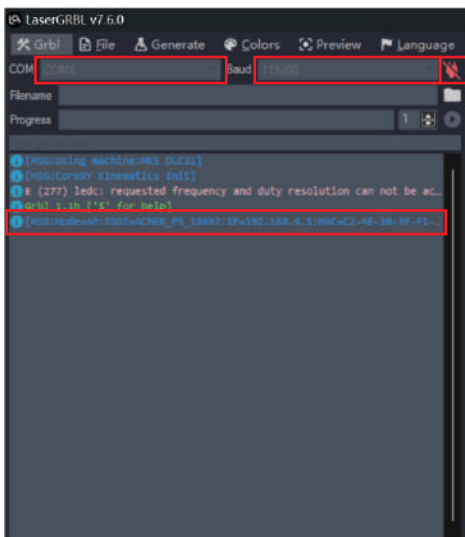 LaserGRBL v7.6.0
Grbl File Generate Colors Preview Language
COM Baud 115200
Filename
Progress 1
[MSG:Using machine:MKS DLC32]
[MSG:CoreXY Kinematics Init]
E (277) ledc: requested frequency and duty resolution can not be ac…
Grbl 1.1h ['$' for help]
[MSG:Mode=AP:SSDI=ACMER_P3_1969?:IP=192.168.4.1:MAC=C2-4E-30-3F-F1-…